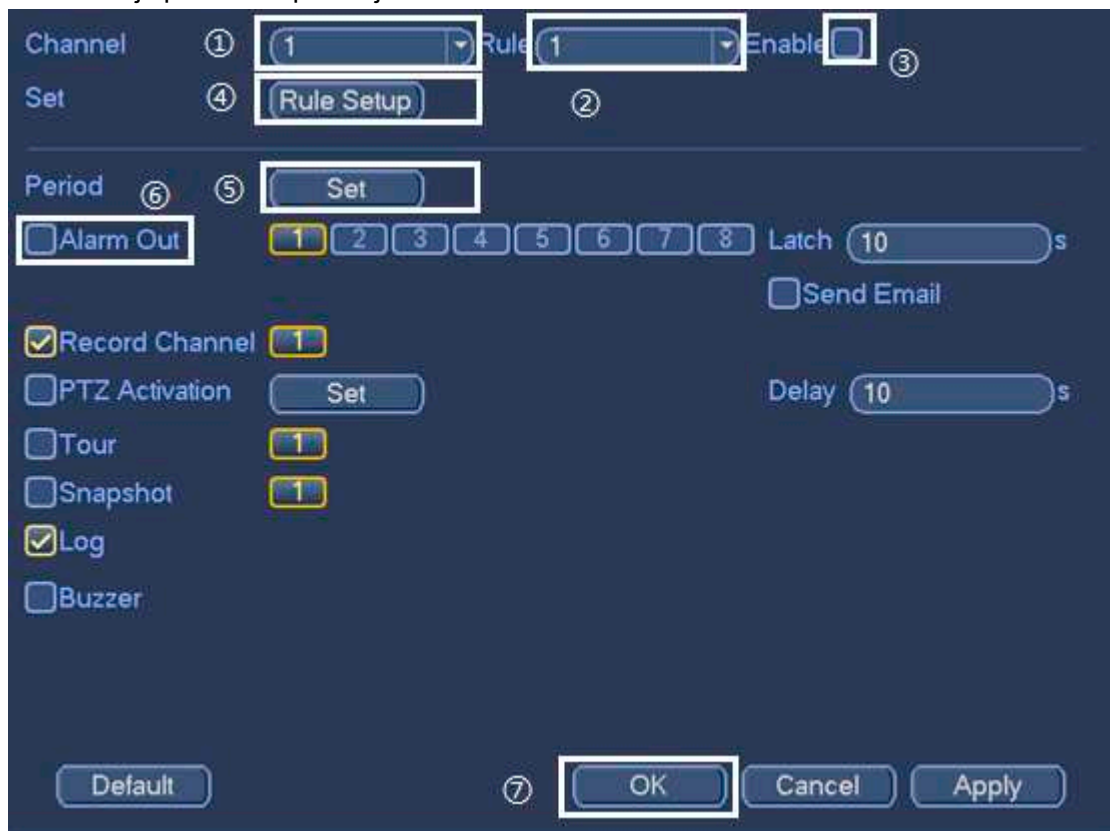 Channel ① 1 Rule 1 Enable ③
Set ④ Rule Setup ②
Period ⑥ ⑤ Set
Alarm Out 1 2 3 4 5 6 7 8 Latch 10 s
Send Email
Record Channel 1
PTZ Activation Set Delay 10 s
Tour 1
Snapshot 1
Log
Buzzer
Default ⑦ OK Cancel Apply